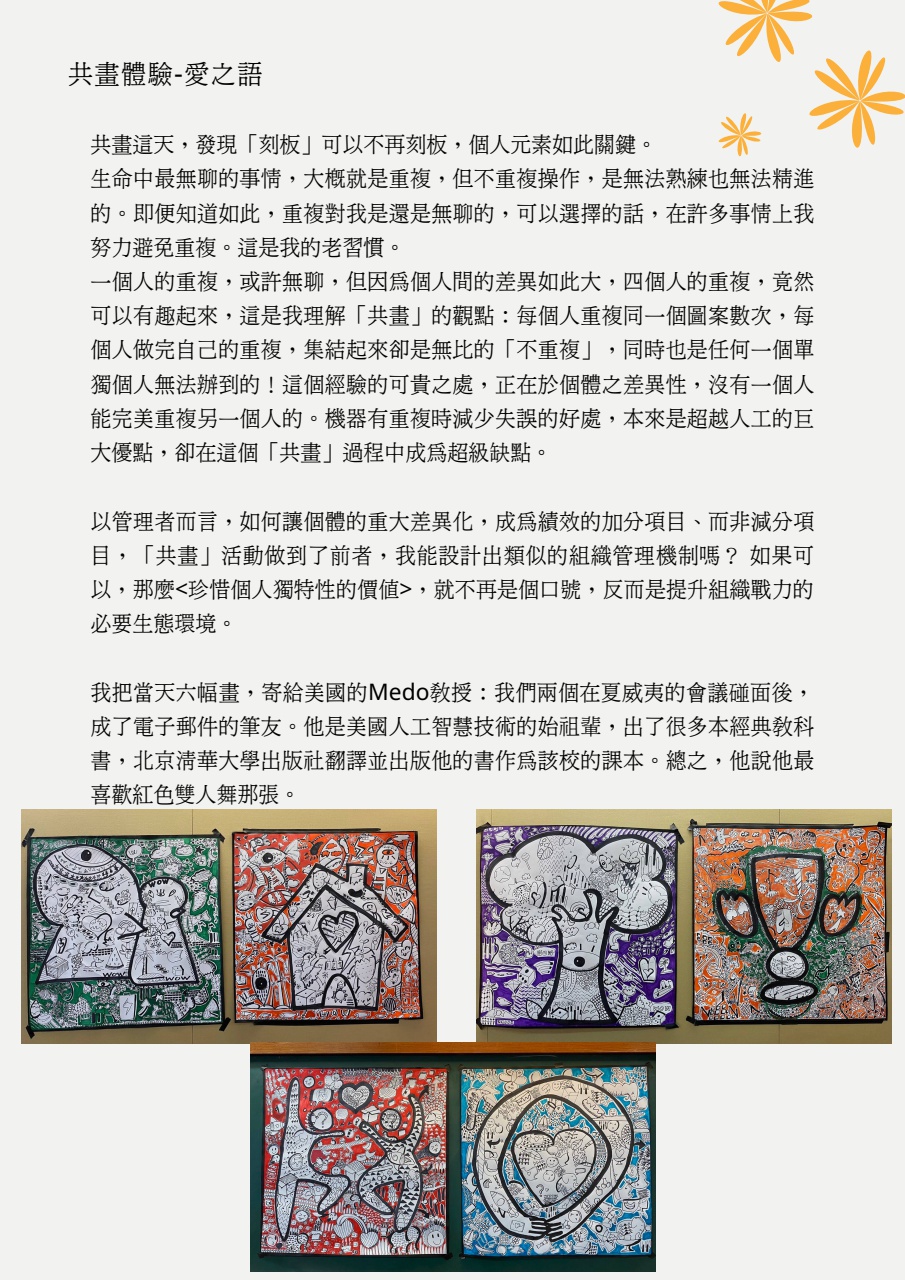 共畫體驗-愛之語
共畫這天，發現「刻板」可以不再刻板，個人元素如此關鍵。
生命中最無聊的事情，大概就是重複，但不重複操作，是無法熟練也無法精進
的。即便知道如此，重複對我是還是無聊的，可以選擇的話，在許多事情上我
努力避免重複。這是我的老習慣。
一個人的重複，或許無聊，但因為個人間的差異如此大，四個人的重複，竟然
可以有趣起來，這是我理解「共畫」的觀點：每個人重複同一個圖案數次，每
個人做完自己的重複，集結起來卻是無比的「不重複」，同時也是任何一個單
獨個人無法辦到的！這個經驗的可貴之處，正在於個體之差異性，沒有一個人
能完美重複另一個人的。機器有重複時減少失誤的好處，本來是超越人工的巨
大優點，卻在這個「共畫」過程中成為超級缺點。
以管理者而言，如何讓個體的重大差異化，成為績效的加分項目、而非減分項
目，「共畫」活動做到了前者，我能設計出類似的組織管理機制嗎？ 如果可
以，那麼<珍惜個人獨特性的價值>，就不再是個口號，反而是提升組織戰力的
必要生態環境。
我把當天六幅畫，寄給美國的Medo教授：我們兩個在夏威夷的會議碰面後，
成了電子郵件的筆友。他是美國人工智慧技術的始祖輩，出了很多本經典教科
書，北京清華大學出版社翻譯並出版他的書作為該校的課本。總之，他說他最
喜歡紅色雙人舞那張。
WOW
WOW
WOW